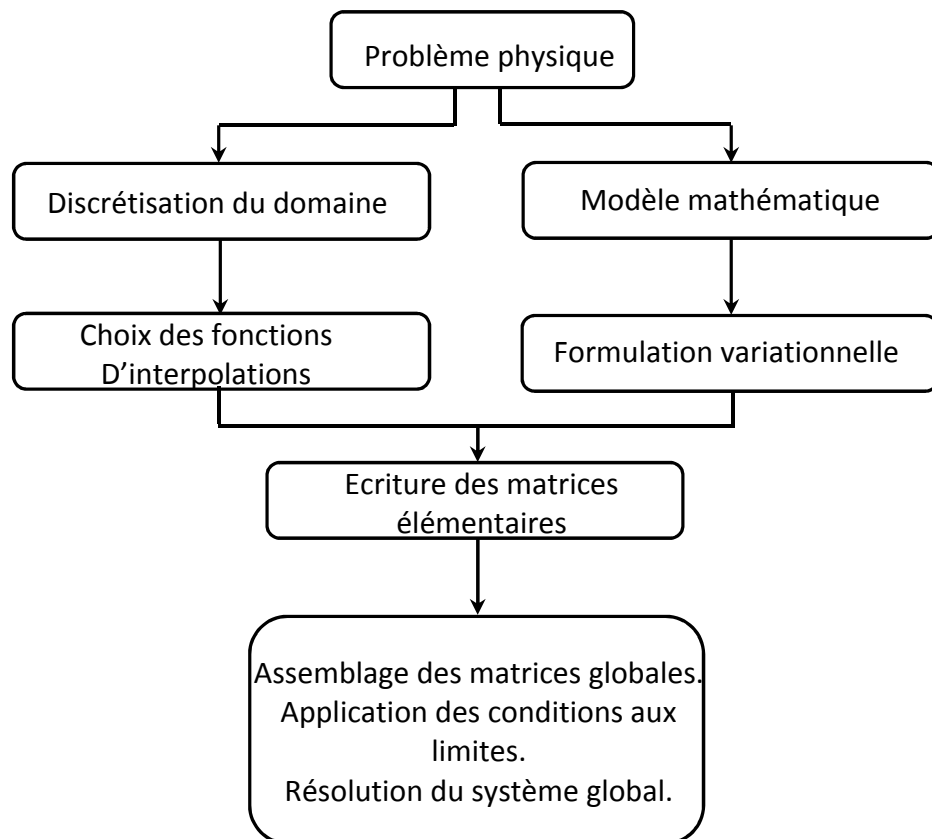 Problème physique
Discrétisation du domaine
Modèle mathématique
Choix des fonctions
D’interpolations
Formulation variationnelle
Ecriture des matrices
élémentaires
Assemblage des matrices globales.
Application des conditions aux
limites.
Résolution du système global.